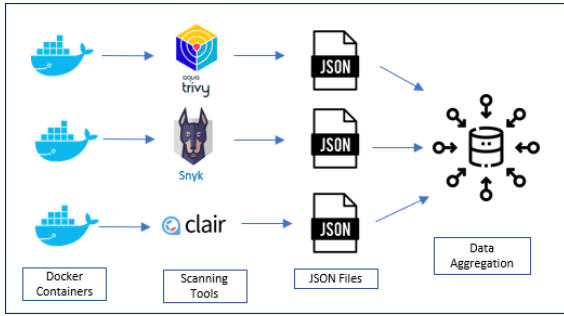 aqua
trivy
JSON
Snyk
JSON
clair
JSON
Docker
Containers
Scanning
Tools
JSON Files
Data
Aggregation